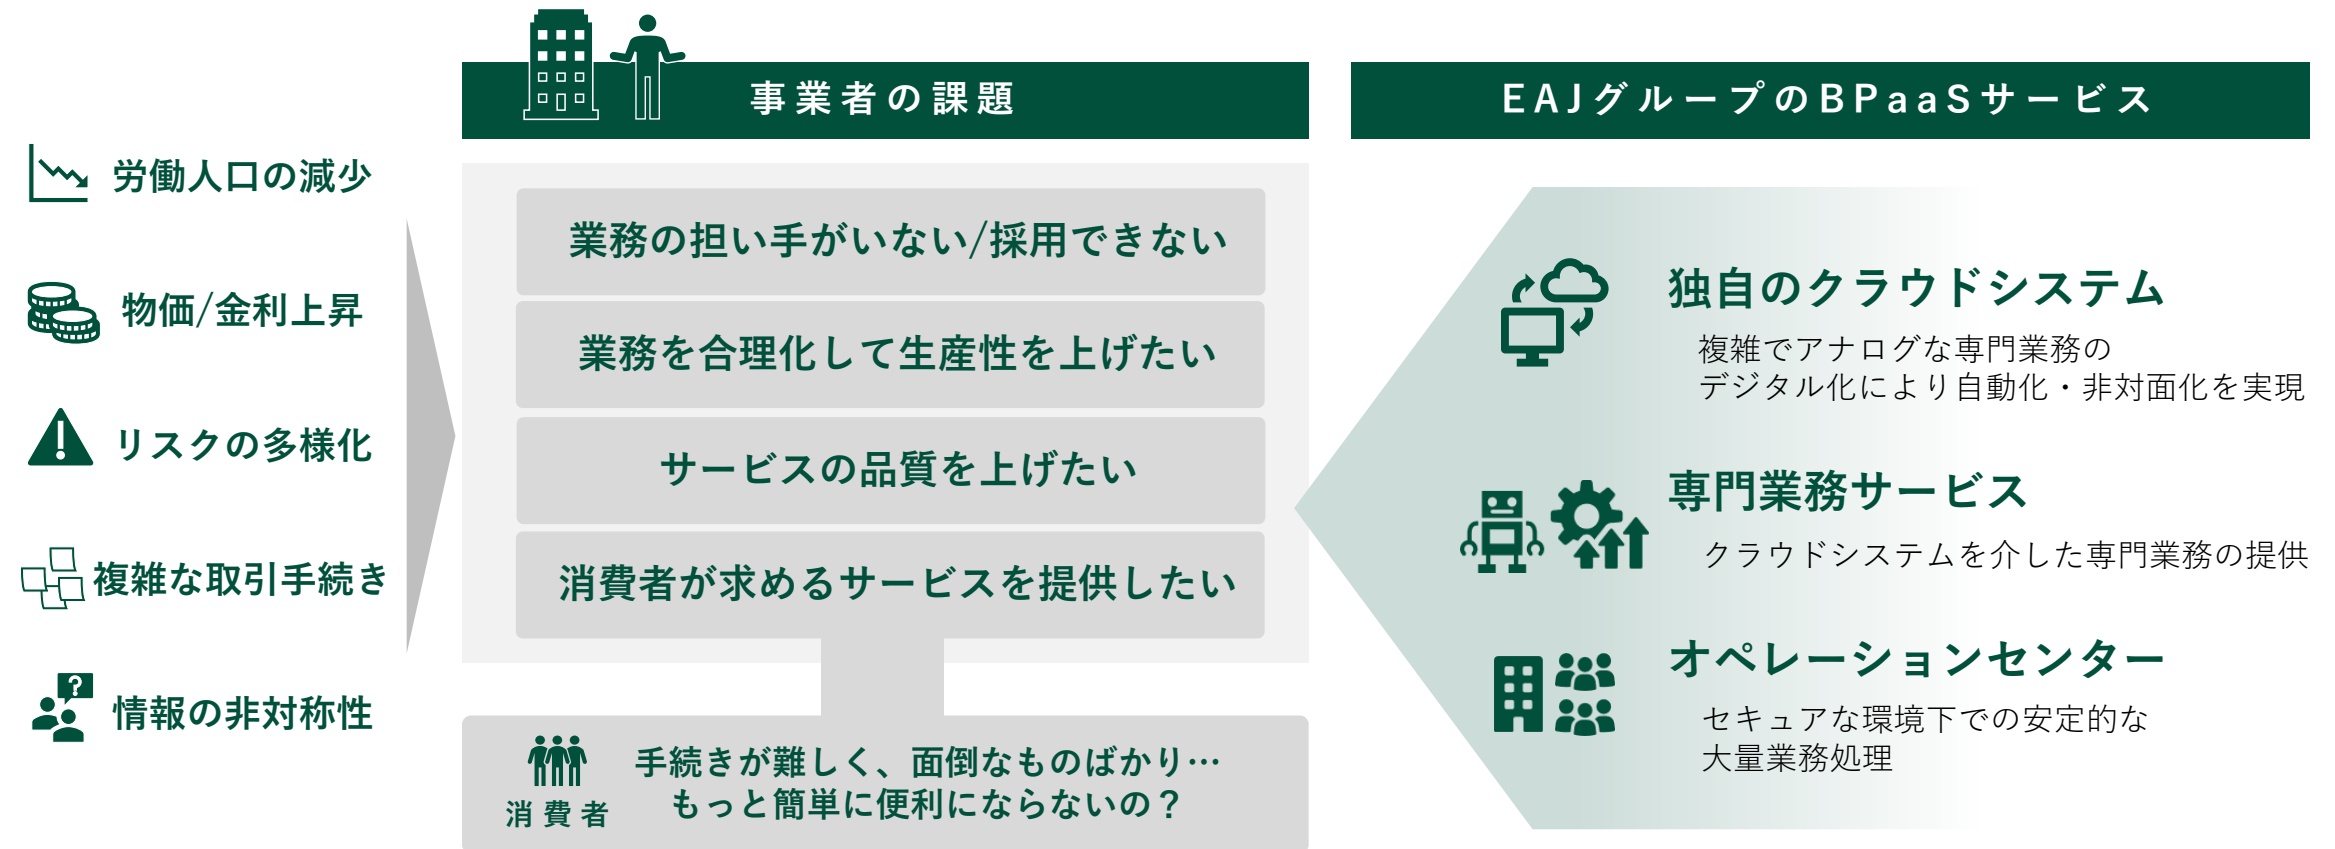 労働人口の減少
物価/金利上昇
リスクの多様化
複雑な取引手続き
情報の非対称性
事業者の課題
業務の担い手がいない/採用できない
業務を合理化して生産性を上げたい
サービスの品質を上げたい
消費者が求めるサービスを提供したい
消費者
手続きが難しく、面倒なものばかり…
もっと簡単に便利にならないの？
EAJグループのBPaaSサービス
独自のクラウドシステム
複雑でアナログな専門業務の
デジタル化により自動化・非対面化を実現
専門業務サービス
クラウドシステムを介した専門業務の提供
オペレーションセンター
セキュアな環境下での安定的な
大量業務処理